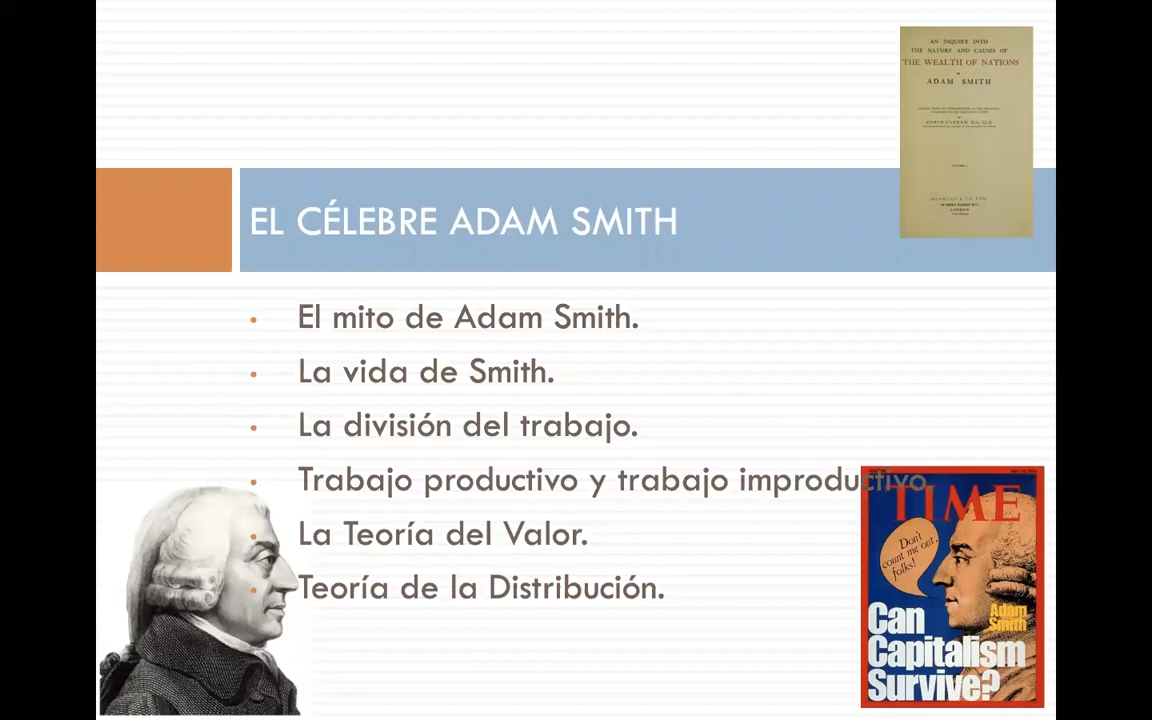 AN INQUIRY INTO
THE NATURE AND CAUSES OF
THE WEALTH OF NATIONS
ADAM SMITH
EL CÉLEBRE ADAM SMITH
• El mito de Adam Smith.
• La vida de Smith.
• La división del trabajo.
• Trabajo productivo y trabajo improductivo.
• La Teoría del Valor.
• Teoría de la Distribución.
TIME
Don't
count me out,
folks!
Adam
Smith
Can
Capitalism
Survive?